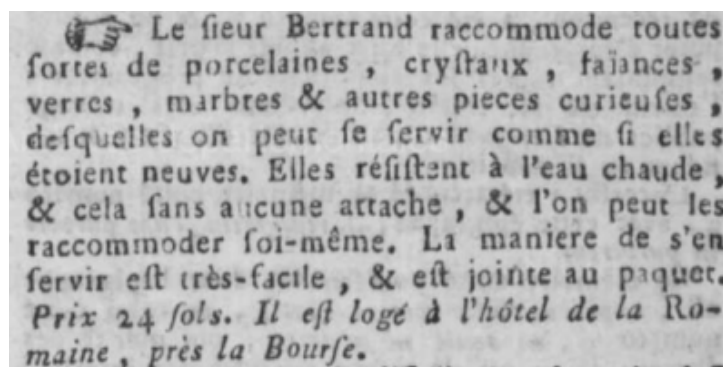 ☞ Le ſieur Bertrand raccommode toutes
ſortes de porcelaines , cryſtaux , faïances ,
verres , marbres & autres pieces curieuſes ,
deſquelles on peut ſe ſervir comme ſi elles
étoient neuves. Elles réſiſtent à l'eau chaude ,
& cela ſans aucune attache , & l'on peut les
raccommoder ſoi-même. La maniere de s'en
ſervir eſt très-facile , & eſt jointe au paquet.
Prix 24 ſols. Il eſt logé à l'hôtel de la Ro-
maine , près la Bourſe.